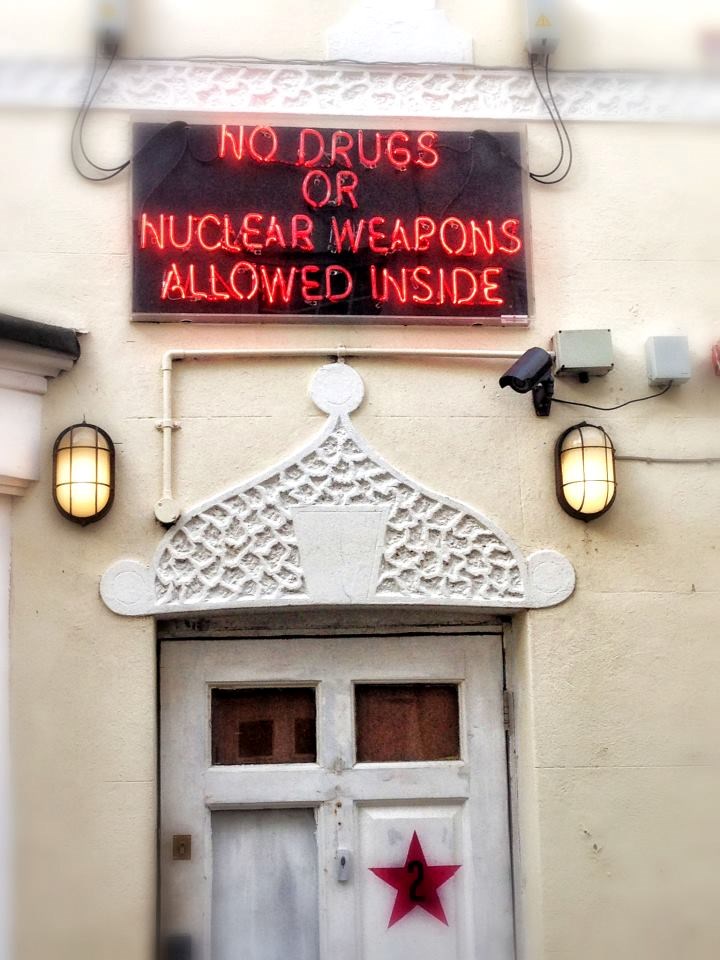 NO DRUGS
OR
NUCLEAR WEAPONS
ALLOWED INSIDE
2